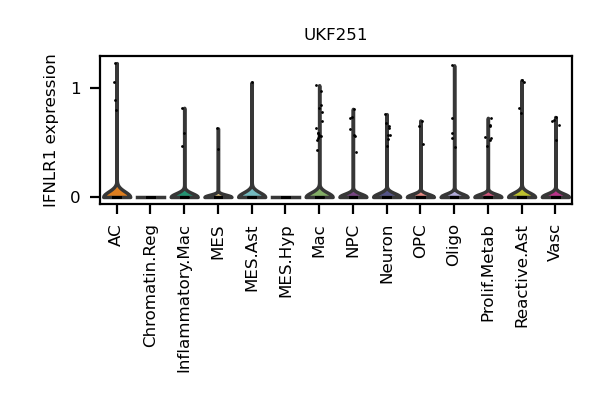 UKF251
IFNLR1 expression
1
0
AC
Chromatin.Reg
Inflammatory.Mac
MES
MES.Ast
MES.Hyp
Mac
NPC
Neuron
OPC
Oligo
Prolif.Metab
Reactive.Ast
Vasc